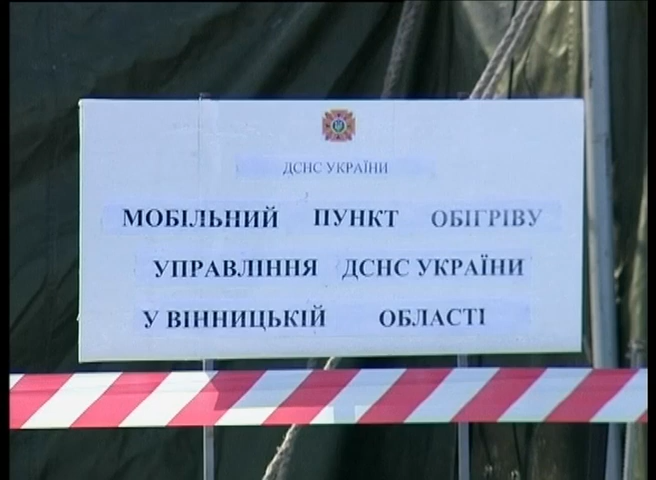 ДСНС УКРАЇНИ
МОБІЛЬНИЙ ПУНКТ ОБІГРІВУ
УПРАВЛІННЯ ДСНС УКРАЇНИ
У ВІННИЦЬКІЙ ОБЛАСТІ